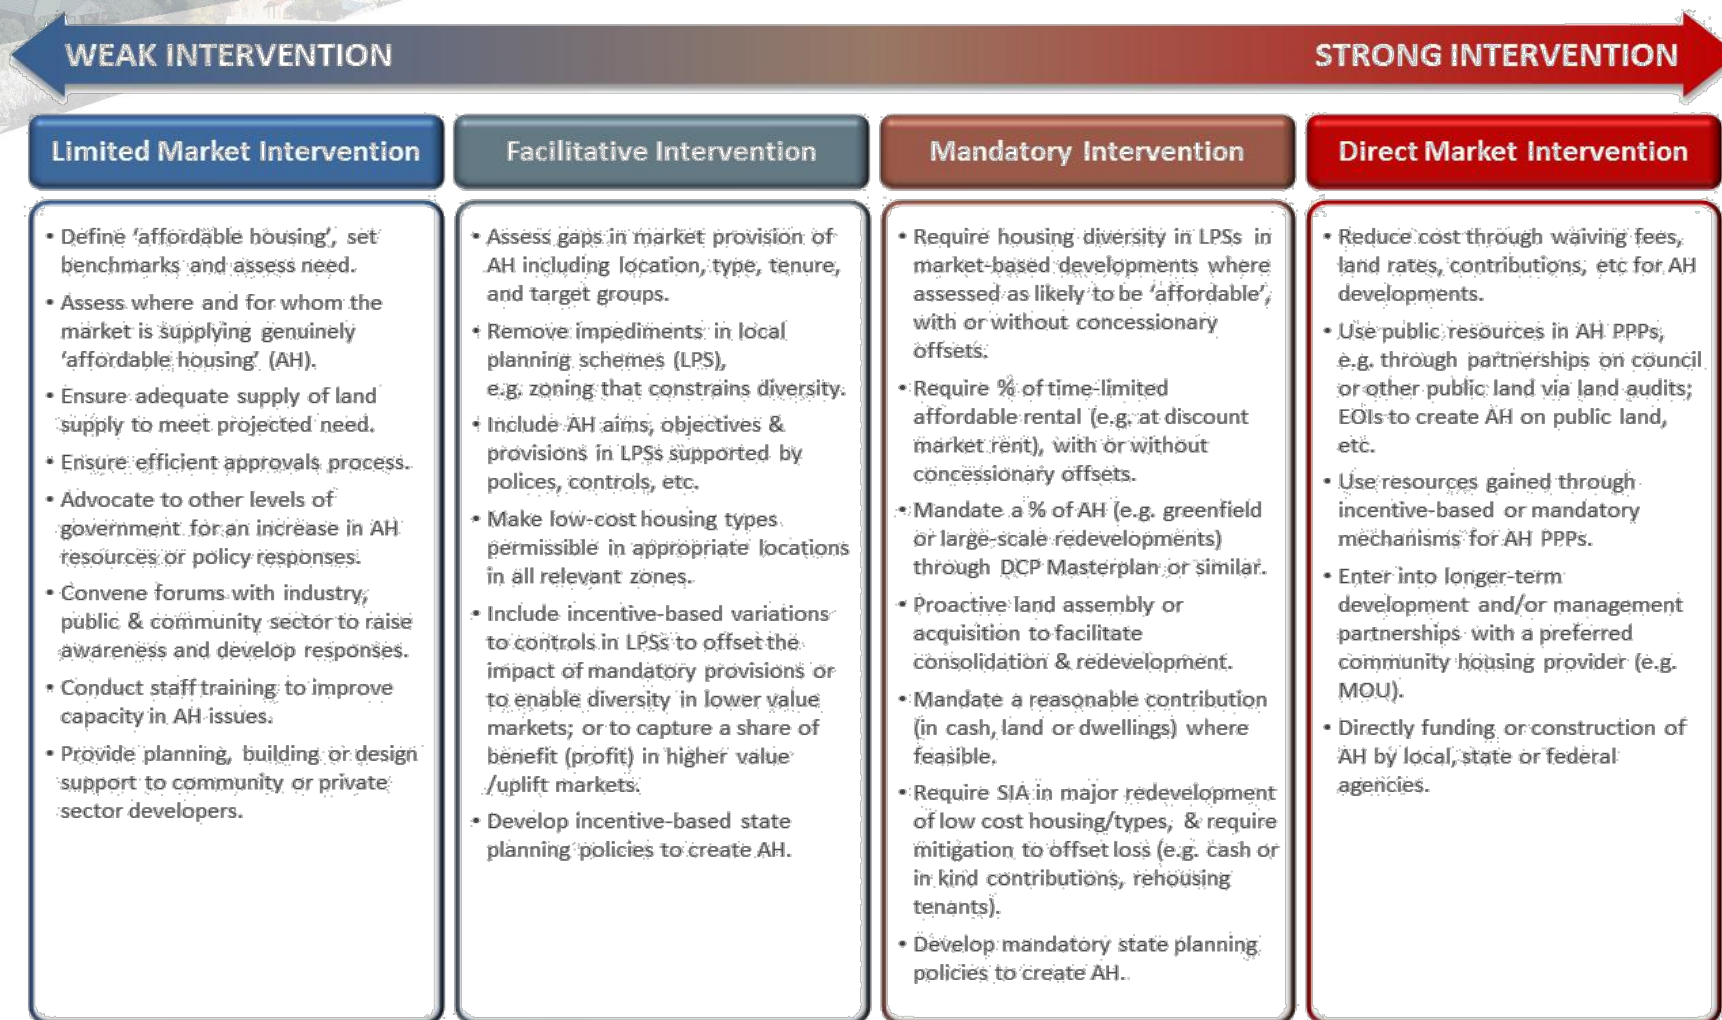 WEAK INTERVENTION
STRONG INTERVENTION
Limited Market Intervention
• Define ‘affordable housing’, set
benchmarks and assess need.
• Assess where and for whom the
market is supplying genuinely
‘affordable housing’ (AH).
• Ensure adequate supply of land
supply to meet projected need.
• Ensure efficient approvals process.
• Advocate to other levels of
government for an increase in AH
resources or policy responses.
• Convene forums with industry,
public & community sector to raise
awareness and develop responses.
• Conduct staff training to improve
capacity in AH issues.
• Provide planning, building or design
support to community or private
sector developers.
Facilitative Intervention
• Assess gaps in market provision of
AH including location, type, tenure,
and target groups.
• Remove impediments in local
planning schemes (LPS),
e.g. zoning that constrains diversity.
• Include AH aims, objectives &
provisions in LPSs supported by
polices, controls, etc.
• Make low-cost housing types
permissible in appropriate locations
in all relevant zones.
• Include incentive-based variations
to controls in LPSs to offset the
impact of mandatory provisions or
to enable diversity in lower value
markets; or to capture a share of
benefit (profit) in higher value
/uplift markets.
• Develop incentive-based state
planning policies to create AH.
Mandatory Intervention
• Require housing diversity in LPSs in
market-based developments where
assessed as likely to be ‘affordable’,
with or without concessionary
offsets.
• Require % of time-limited
affordable rental (e.g. at discount
market rent), with or without
concessionary offsets.
• Mandate a % of AH (e.g. greenfield
or large-scale redevelopments)
through DCP Masterplan or similar.
• Proactive land assembly or
acquisition to facilitate
consolidation & redevelopment.
• Mandate a reasonable contribution
(in cash, land or dwellings) where
feasible.
• Require SIA in major redevelopment
of low cost housing/types, & require
mitigation to offset loss (e.g. cash or
in kind contributions, rehousing
tenants).
• Develop mandatory state planning
policies to create AH.
Direct Market Intervention
• Reduce cost through waiving fees,
land rates, contributions, etc for AH
developments.
• Use public resources in AH PPPs,
e.g. through partnerships on council
or other public land via land audits;
EOIs to create AH on public land,
etc.
• Use resources gained through
incentive-based or mandatory
mechanisms for AH PPPs.
• Enter into longer-term
development and/or management
partnerships with a preferred
community housing provider (e.g.
MOU).
• Directly funding or construction of
AH by local, state or federal
agencies.